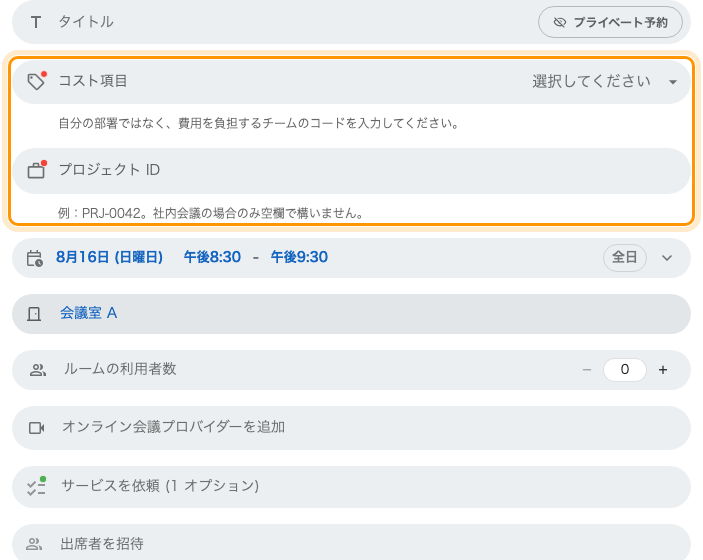 タイトル
プライベート予約
コスト項目
選択してください
自分の部署ではなく、費用を負担するチームのコードを入力してください。
プロジェクト ID
例：PRJ-0042。社内会議の場合のみ空欄で構いません。
8月16日 (日曜日) 午後8:30 - 午後9:30
全日
会議室 A
ルームの利用者数
− 0 +
オンライン会議プロバイダーを追加
サービスを依頼 (1 オプション)
出席者を招待